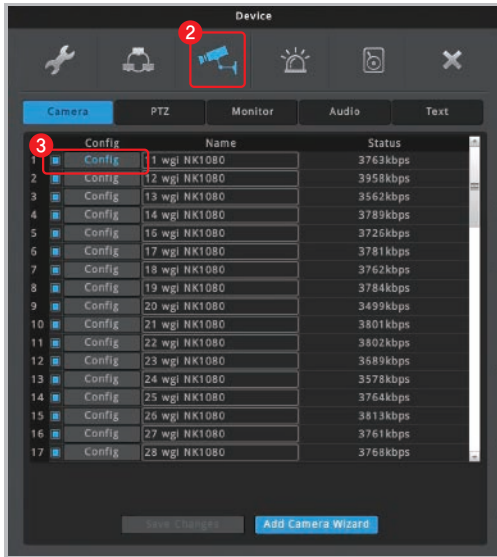 Device
2
Camera PTZ Monitor Audio Text
3
Config Name Status
1 Config 11 wgi NK1080 3763kbps
2 Config 12 wgi NK1080 3958kbps
3 Config 13 wgi NK1080 3562kbps
4 Config 14 wgi NK1080 3789kbps
5 Config 16 wgi NK1080 3726kbps
6 Config 17 wgi NK1080 3781kbps
7 Config 18 wgi NK1080 3762kbps
8 Config 19 wgi NK1080 3784kbps
9 Config 20 wgi NK1080 3499kbps
10 Config 21 wgi NK1080 3801kbps
11 Config 22 wgi NK1080 3802kbps
12 Config 23 wgi NK1080 3689kbps
13 Config 24 wgi NK1080 3578kbps
14 Config 25 wgi NK1080 3764kbps
15 Config 26 wgi NK1080 3813kbps
16 Config 27 wgi NK1080 3761kbps
17 Config 28 wgi NK1080 3768kbps
Save Changes Add Camera Wizard